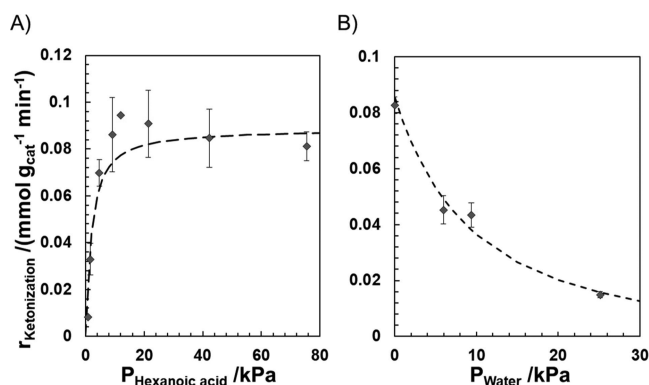 A)
B)
r_Ketonization /(mmol g_cat^-1 min^-1)
0.12
0.1
0.08
0.06
0.04
0.02
0
0 20 40 60 80
P_Hexanoic acid /kPa
0.1
0.08
0.06
0.04
0.02
0
0 10 20 30
P_Water /kPa